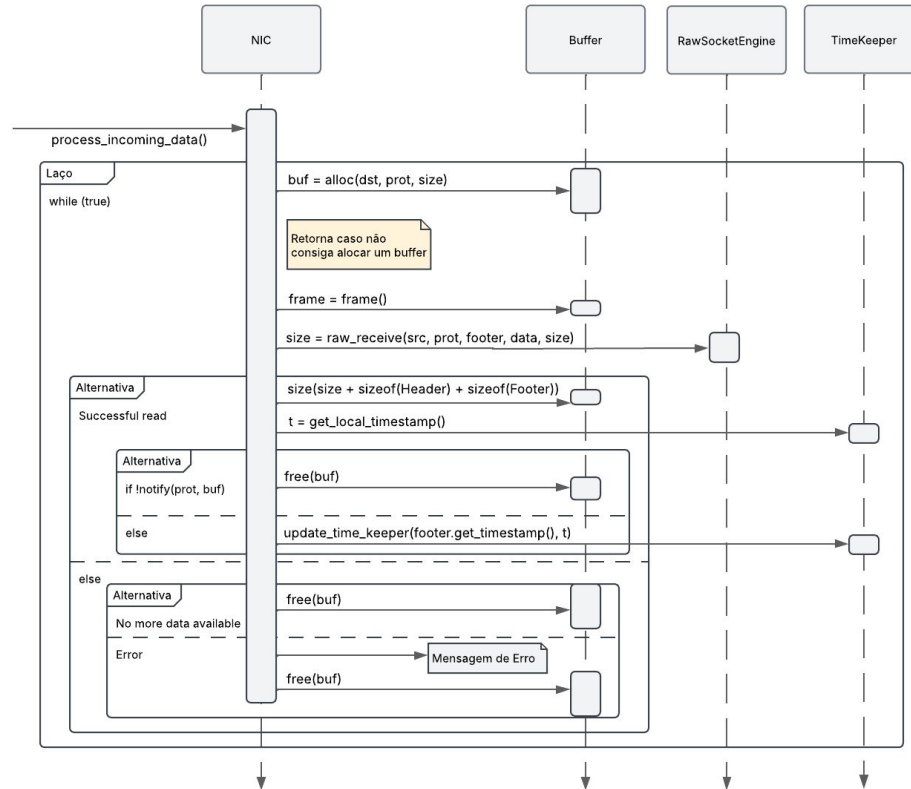 NIC
Buffer
RawSocketEngine
TimeKeeper
process_incoming_data()
Laço
while (true)
buf = alloc(dst, prot, size)
Retorna caso não
consiga alocar um buffer
frame = frame()
size = raw_receive(src, prot, footer, data, size)
Alternativa
Successful read
size(size + sizeof(Header) + sizeof(Footer))
t = get_local_timestamp()
Alternativa
if !notify(prot, buf)
free(buf)
else
update_time_keeper(footer.get_timestamp(), t)
else
Alternativa
No more data available
free(buf)
Error
Mensagem de Erro
free(buf)